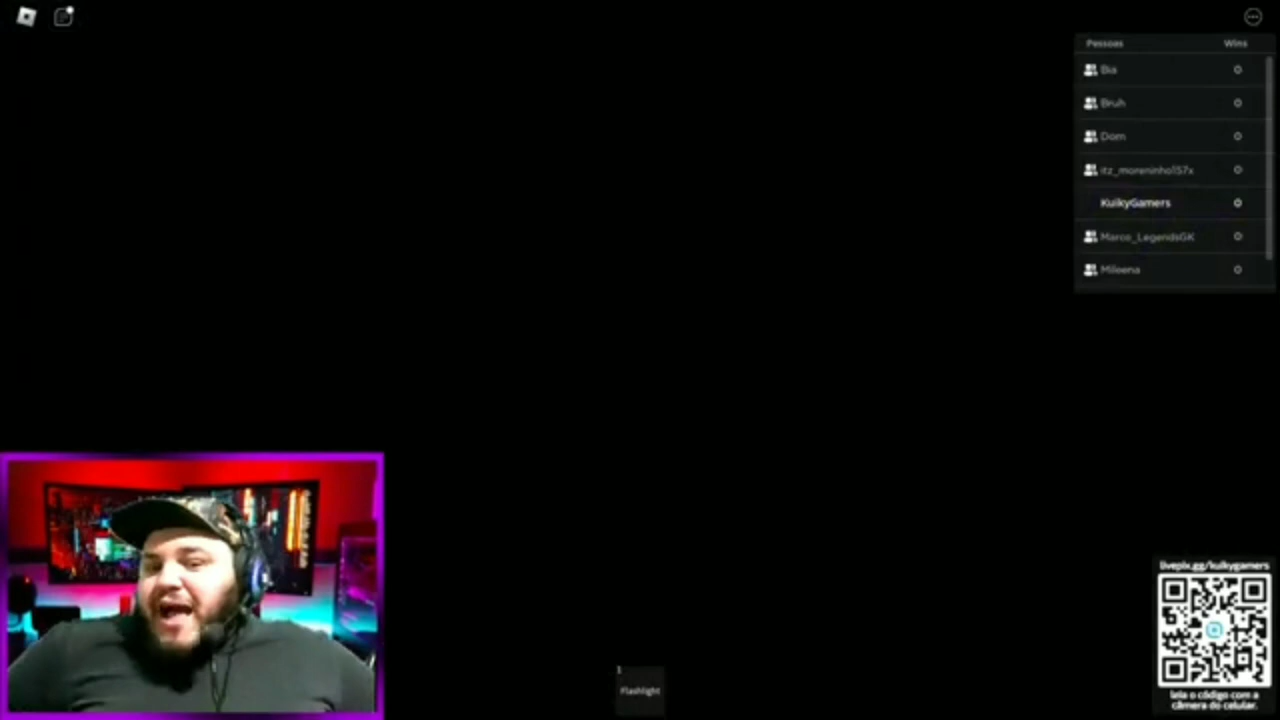 Pessoas Wins
Bia 0
Bruh 0
Dom 0
itz_moreninho157x 0
KuikyGamers 0
Marco_LegendsGK 0
Mileena 0
livepix.gg/kuikygamers
leia o código com a
câmera do celular.
1
Flashlight